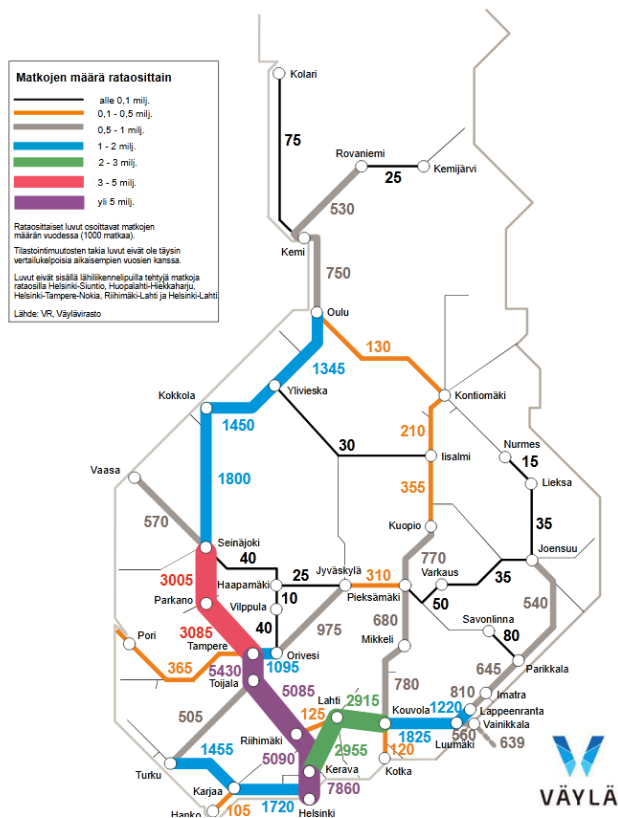 Matkojen määrä rataosittain
alle 0,1 milj.
0,1 - 0,5 milj.
0,5 - 1 milj.
1 - 2 milj.
2 - 3 milj.
3 - 5 milj.
yli 5 milj.
Rataosittaiset luvut osoittavat matkojen
määrän vuodessa (1000 matkaa).
Tilastointimuutosten takia luvut eivät ole täysin
vertailukelpoisia aikaisempien vuosien kanssa.
Luvut eivät sisällä lähiliikennelipuilla tehtyjä matkoja
rataosilla Helsinki-Siuntio, Huopalahti-Hiekkaharju,
Helsinki-Tampere-Nokia, Riihimäki-Lahti ja Helsinki-Lahti.
Lähde: VR, Väylävirasto
Kolari
75
Rovaniemi
25
Kemijärvi
530
Kemi
750
Oulu
130
1345
Ylivieska
Kontiomäki
Kokkola
1450
210
Nurmes
30
Iisalmi
15
Vaasa
1800
355
Lieksa
570
Kuopio
35
Seinäjoki
40
770
Joensuu
3005
Haapamäki
25
Jyväskylä
310
Varkaus
35
Parkano
10
Pieksämäki
50
540
Vilppula
Savonlinna
3085
40
975
680
80
Pori
Tampere
Mikkeli
365
Orivesi
Parikkala
5430
1095
645
Toijala
5085
2915
780
Imatra
Lahti
810
505
125
Kouvola
1220
Lappeenranta
1825
Vainikkala
Riihimäki
2955
560
Luumäki
639
1455
5090
120
Turku
Kerava
Kotka
Karjaa
1720
7860
Hanko
105
Helsinki
VÄYLÄ